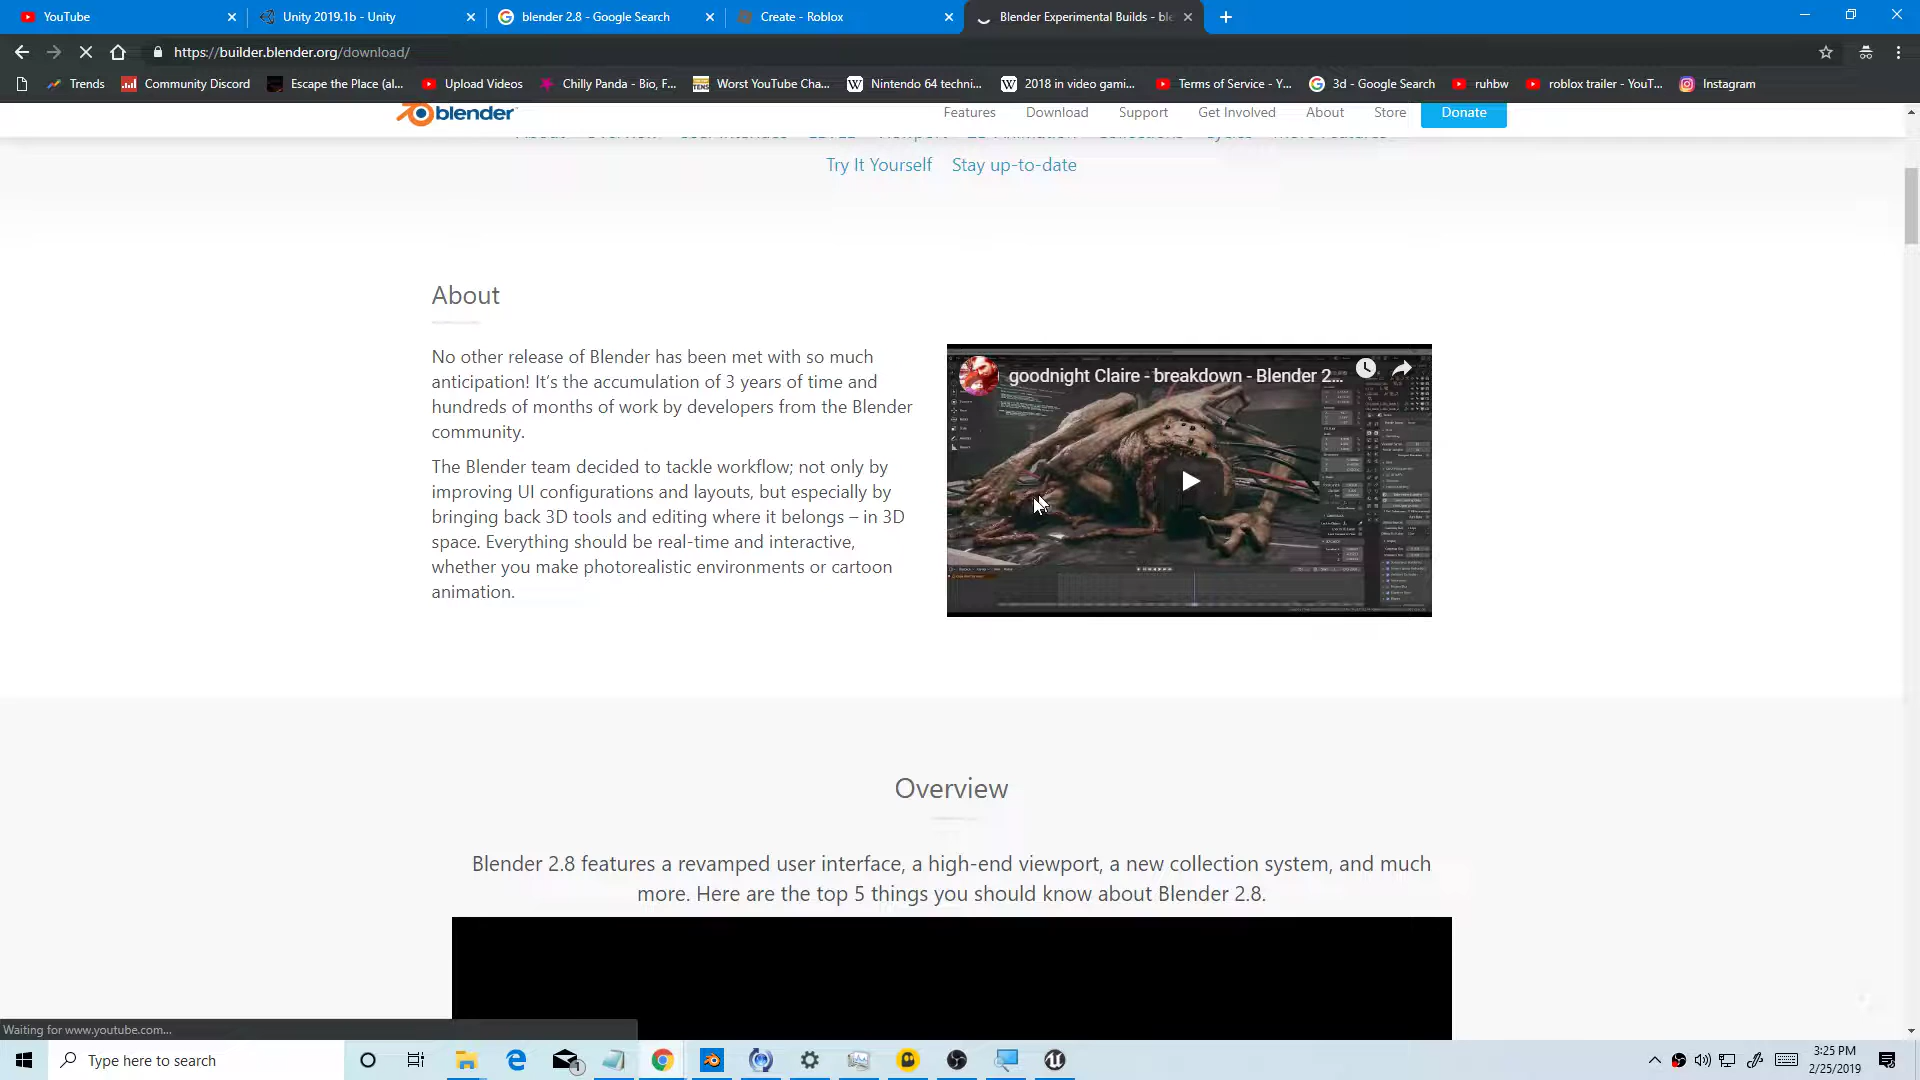 YouTube
Unity 2019.1b - Unity
blender 2.8 - Google Search
Create - Roblox
Blender Experimental Builds - ble
https://builder.blender.org/download/
Trends
Community Discord
Escape the Place (al...
Upload Videos
Chilly Panda - Bio, F...
Worst YouTube Cha...
Nintendo 64 techni...
2018 in video gami...
Terms of Service - Y...
3d - Google Search
ruhbw
roblox trailer - YouT...
Instagram
blender
Features
Download
Support
Get Involved
About
Store
Donate
Try It Yourself Stay up-to-date
About
No other release of Blender has been met with so much
anticipation! It's the accumulation of 3 years of time and
hundreds of months of work by developers from the Blender
community.
The Blender team decided to tackle workflow; not only by
improving UI configurations and layouts, but especially by
bringing back 3D tools and editing where it belongs – in 3D
space. Everything should be real-time and interactive,
whether you make photorealistic environments or cartoon
animation.
goodnight Claire - breakdown - Blender 2...
Overview
Blender 2.8 features a revamped user interface, a high-end viewport, a new collection system, and much
more. Here are the top 5 things you should know about Blender 2.8.
Waiting for www.youtube.com...
Type here to search
1
3:25 PM
2/25/2019